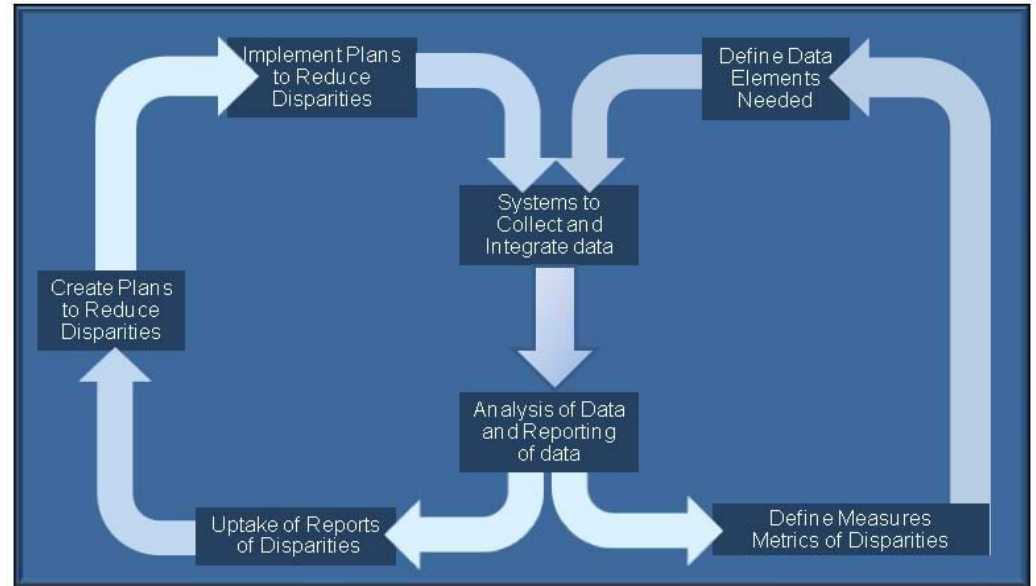 Implement Plans
to Reduce
Disparities
Define Data
Elements
Needed
Systems to
Collect and
Integrate data
Create Plans
to Reduce
Disparities
Analysis of Data
and Reporting
of data
Uptake of Reports
of Disparities
Define Measures
Metrics of Disparities